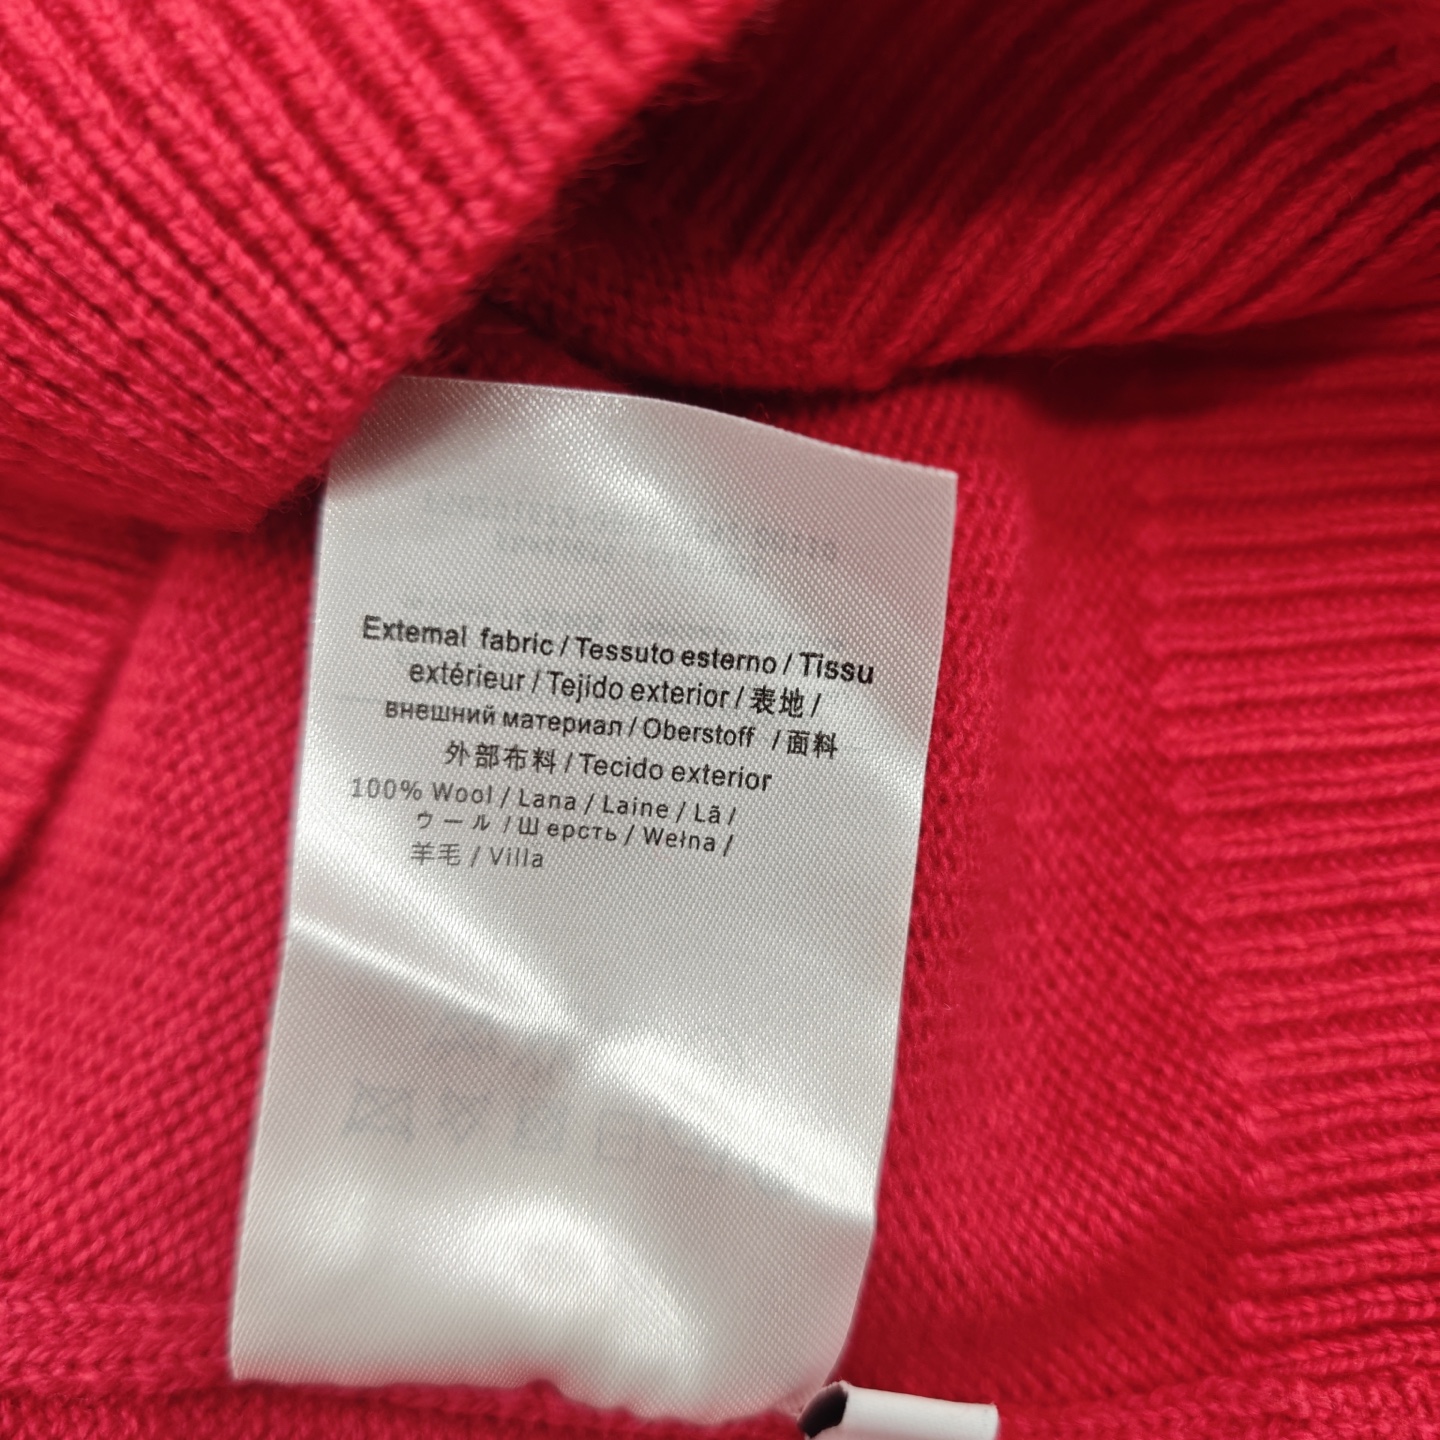 External fabric / Tessuto esterno / Tissu
extérieur / Tejido exterior / 表地 /
внешний материал / Oberstoff / 面料
外部布料 / Tecido exterior
100% Wool / Lana / Laine / Lã /
ウール / Шерсть / Wełna /
羊毛 / Villa